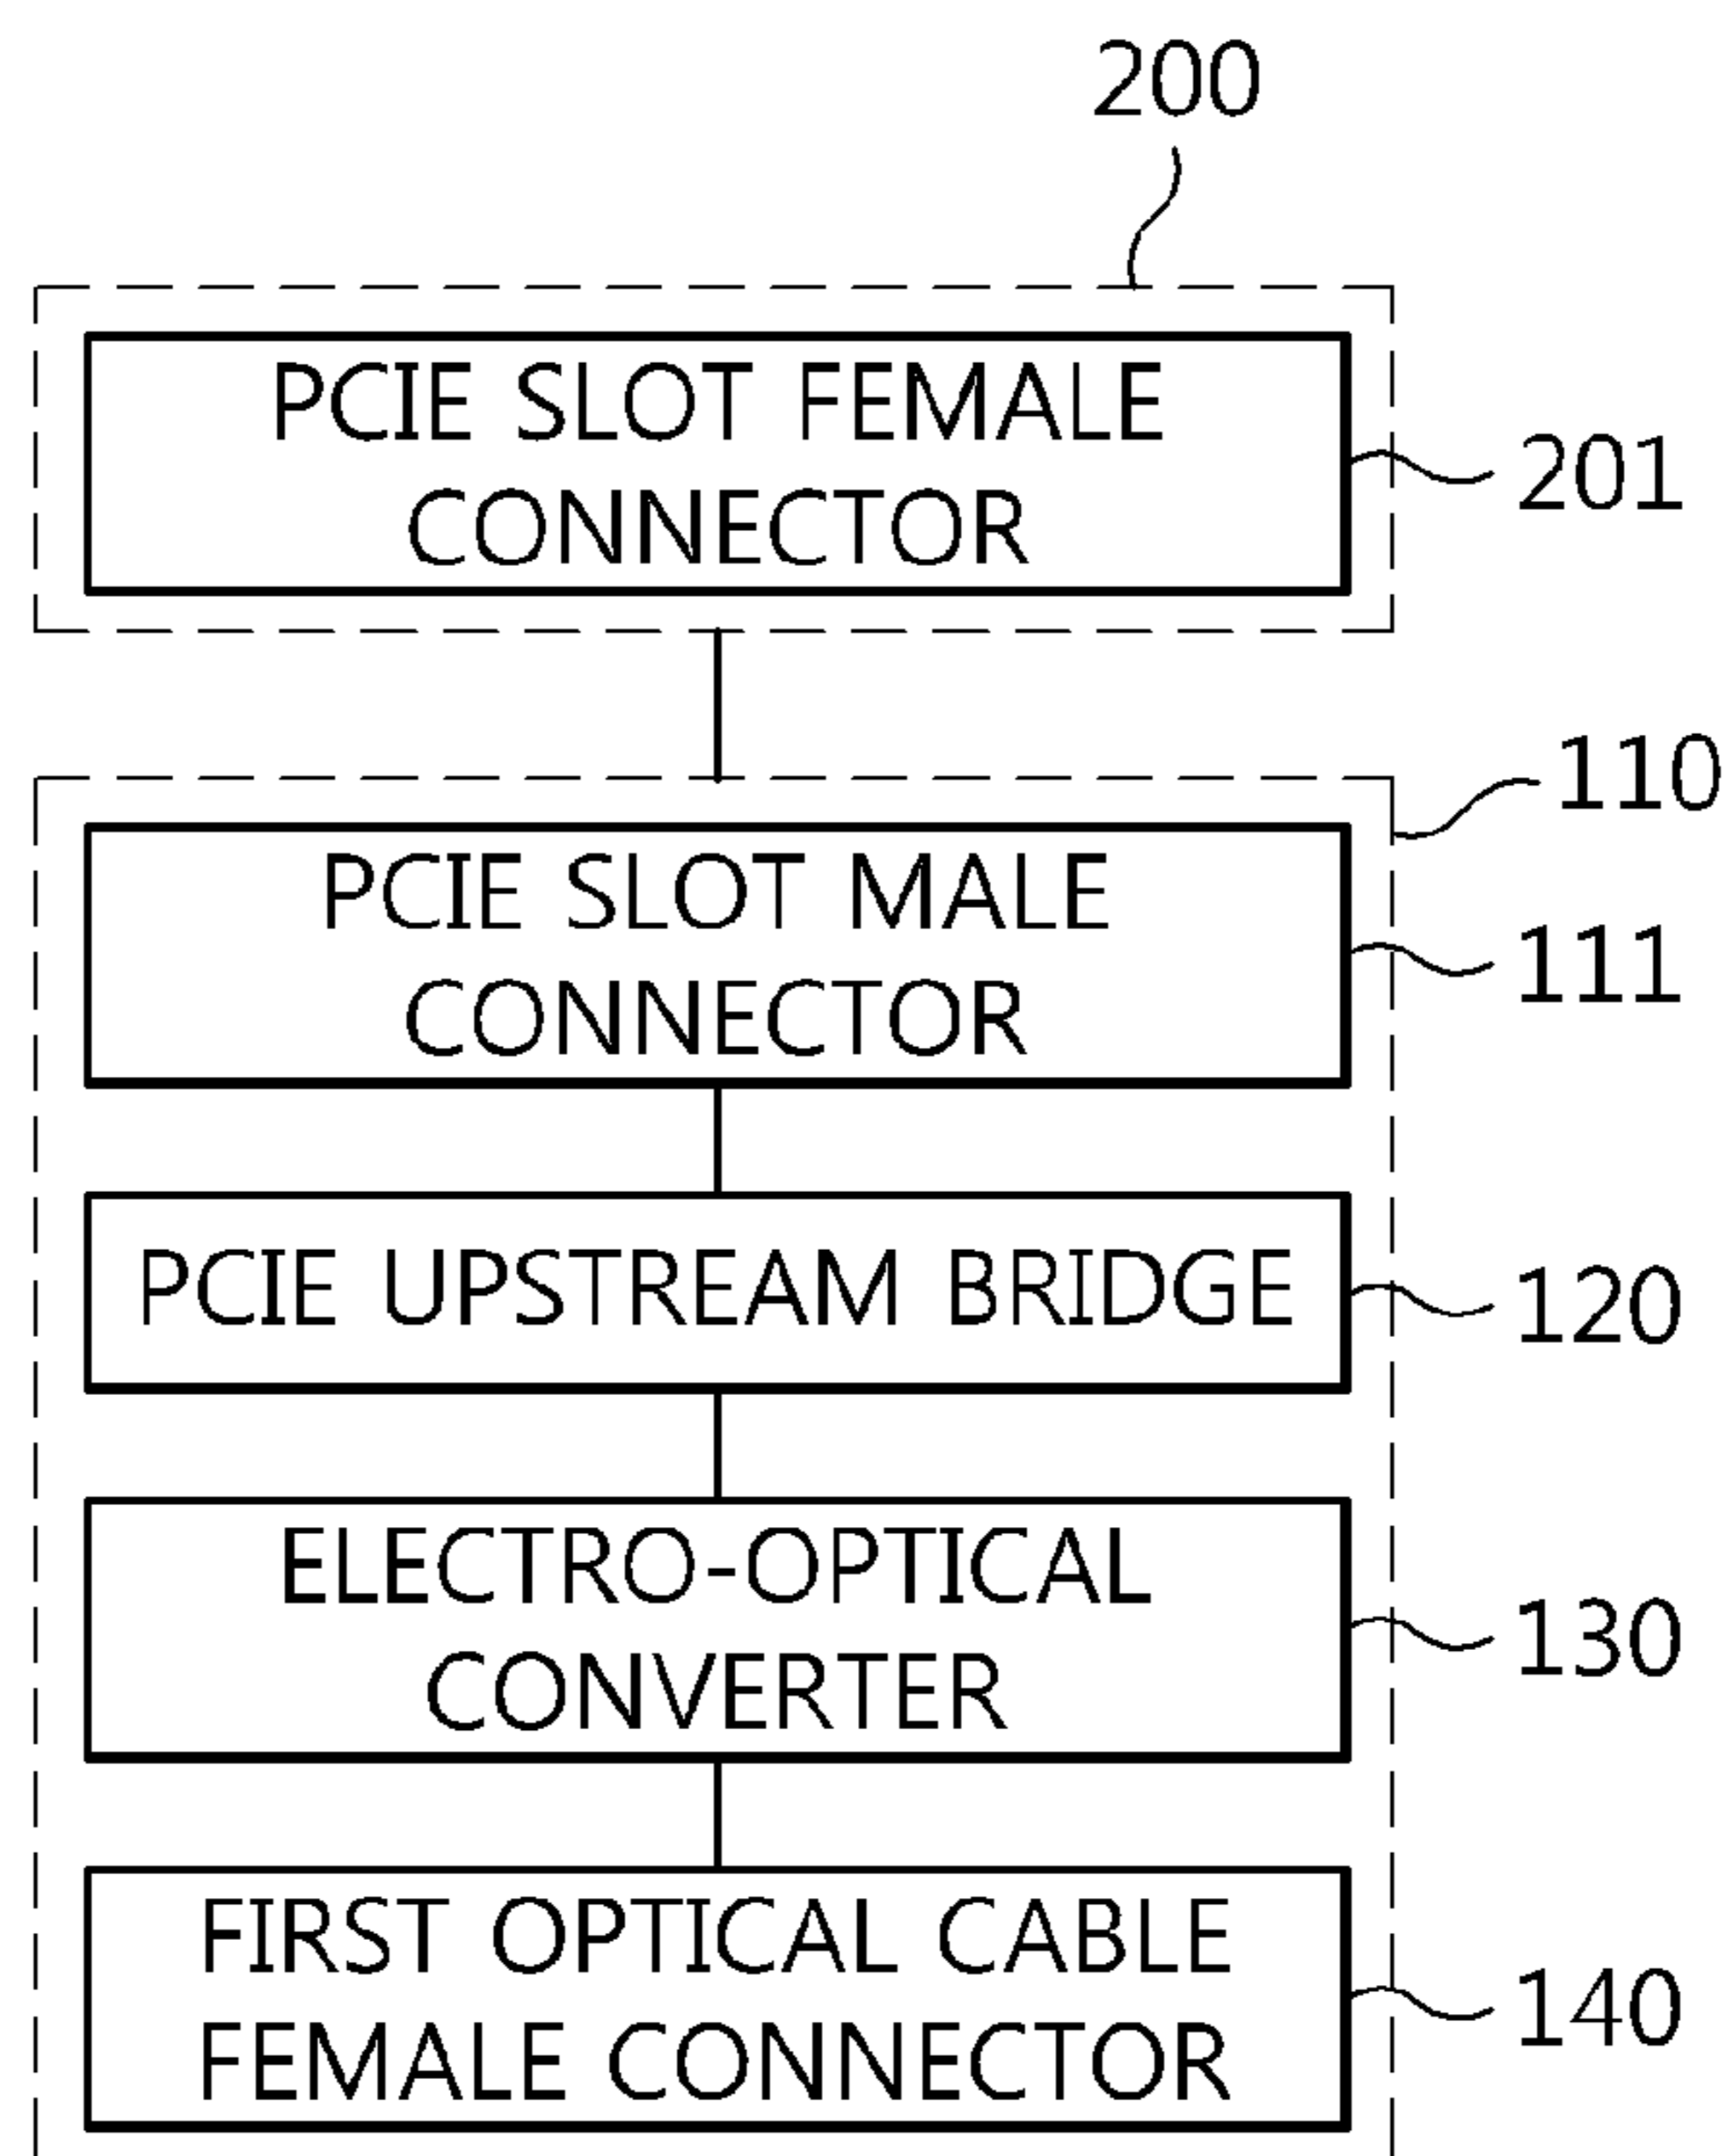 200
PCIE SLOT FEMALE
CONNECTOR
201
110
PCIE SLOT MALE
CONNECTOR
111
PCIE UPSTREAM BRIDGE
120
ELECTRO-OPTICAL
CONVERTER
130
FIRST OPTICAL CABLE
FEMALE CONNECTOR
140